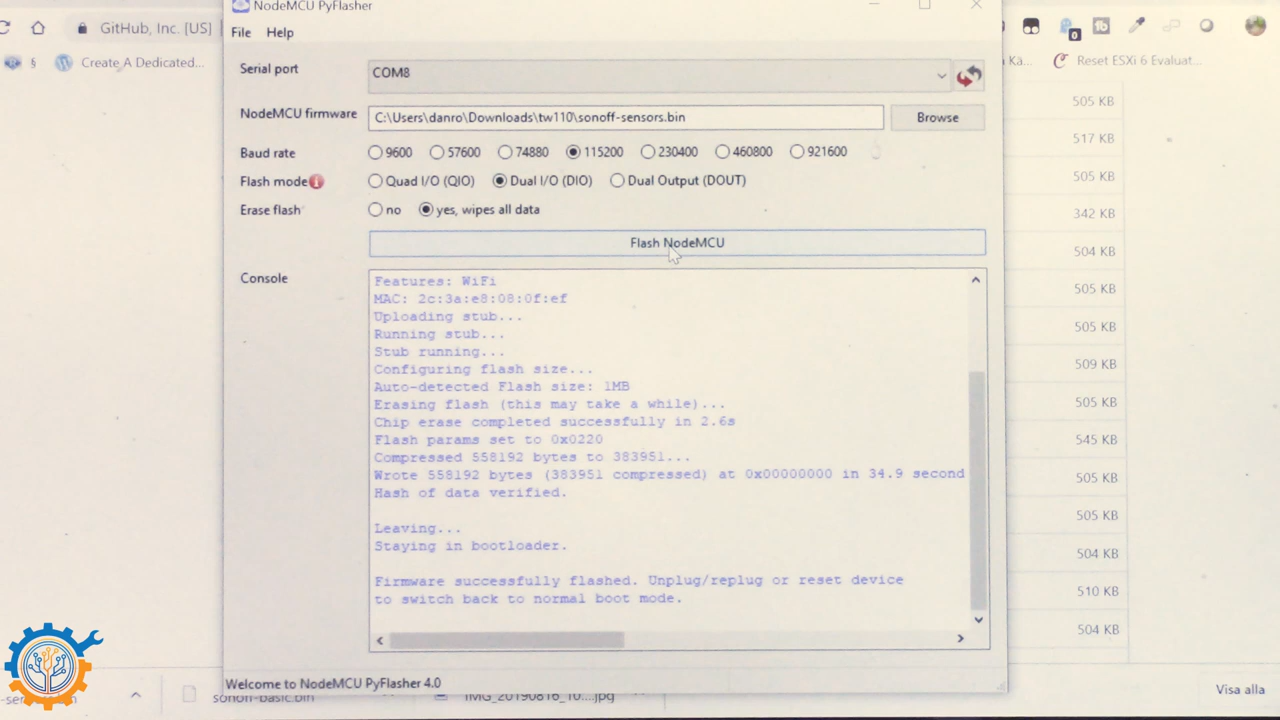 NodeMCU PyFlasher
GitHub, Inc. [US]
File Help
0
§ Create A Dedicated...
Reset ESXi 6 Evaluat...
Serial port COM8
505 KB
NodeMCU firmware C:\Users\danro\Downloads\tw110\sonoff-sensors.bin Browse
517 KB
Baud rate 9600 57600 74880 115200 230400 460800 921600
Flash mode Quad I/O (QIO) Dual I/O (DIO) Dual Output (DOUT)
505 KB
Erase flash no yes, wipes all data
342 KB
Flash NodeMCU
504 KB
Console
Features: WiFi
505 KB
MAC: 2c:3a:e8:08:0f:ef
Uploading stub...
Running stub...
505 KB
Stub running...
Configuring flash size...
509 KB
Auto-detected Flash size: 1MB
Erasing flash (this may take a while)...
505 KB
Chip erase completed successfully in 2.6s
Flash params set to 0x0220
545 KB
Compressed 558192 bytes to 383951...
Wrote 558192 bytes (383951 compressed) at 0x00000000 in 34.9 second
505 KB
Hash of data verified.
505 KB
Leaving...
Staying in bootloader.
504 KB
Firmware successfully flashed. Unplug/replug or reset device
510 KB
to switch back to normal boot mode.
504 KB
Welcome to NodeMCU PyFlasher 4.0
Visa alla